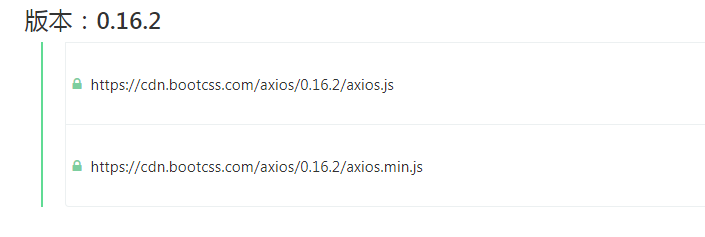 版本：0.16.2
https://cdn.bootcss.com/axios/0.16.2/axios.js
https://cdn.bootcss.com/axios/0.16.2/axios.min.js